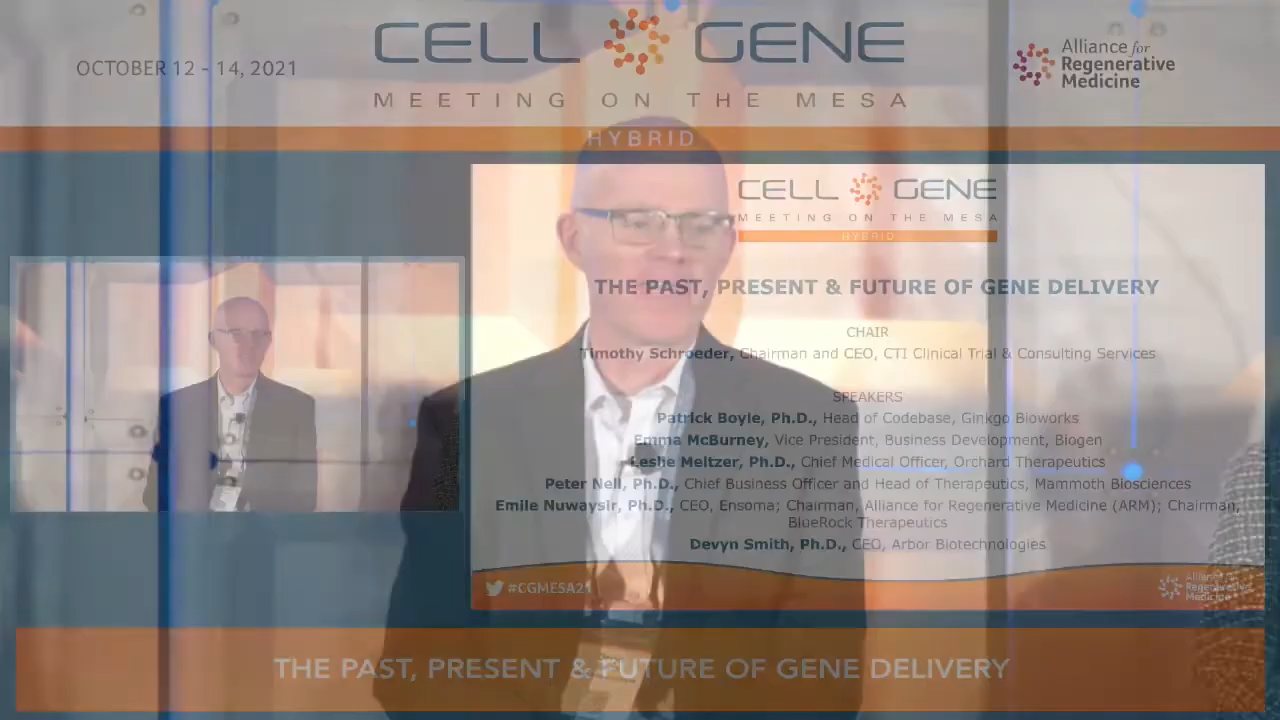 OCTOBER 12 - 14, 2021
CELL GENE
MEETING ON THE MESA
HYBRID
Alliance for
Regenerative
Medicine
CELL GENE
MEETING ON THE MESA
HYBRID
THE PAST, PRESENT & FUTURE OF GENE DELIVERY
CHAIR
Timothy Schroeder, Chairman and CEO, CTI Clinical Trial & Consulting Services
SPEAKERS
Patrick Boyle, Ph.D., Head of Codebase, Ginkgo Bioworks
Emma McBurney, Vice President, Business Development, Biogen
Leslie Meltzer, Ph.D., Chief Medical Officer, Orchard Therapeutics
Peter Nell, Ph.D., Chief Business Officer and Head of Therapeutics, Mammoth Biosciences
Emile Nuwaysir, Ph.D., CEO, Ensoma; Chairman, Alliance for Regenerative Medicine (ARM); Chairman,
BlueRock Therapeutics
Devyn Smith, Ph.D., CEO, Arbor Biotechnologies
#CGMESA21
Alliance for
Regenerative
Medicine
THE PAST, PRESENT & FUTURE OF GENE DELIVERY